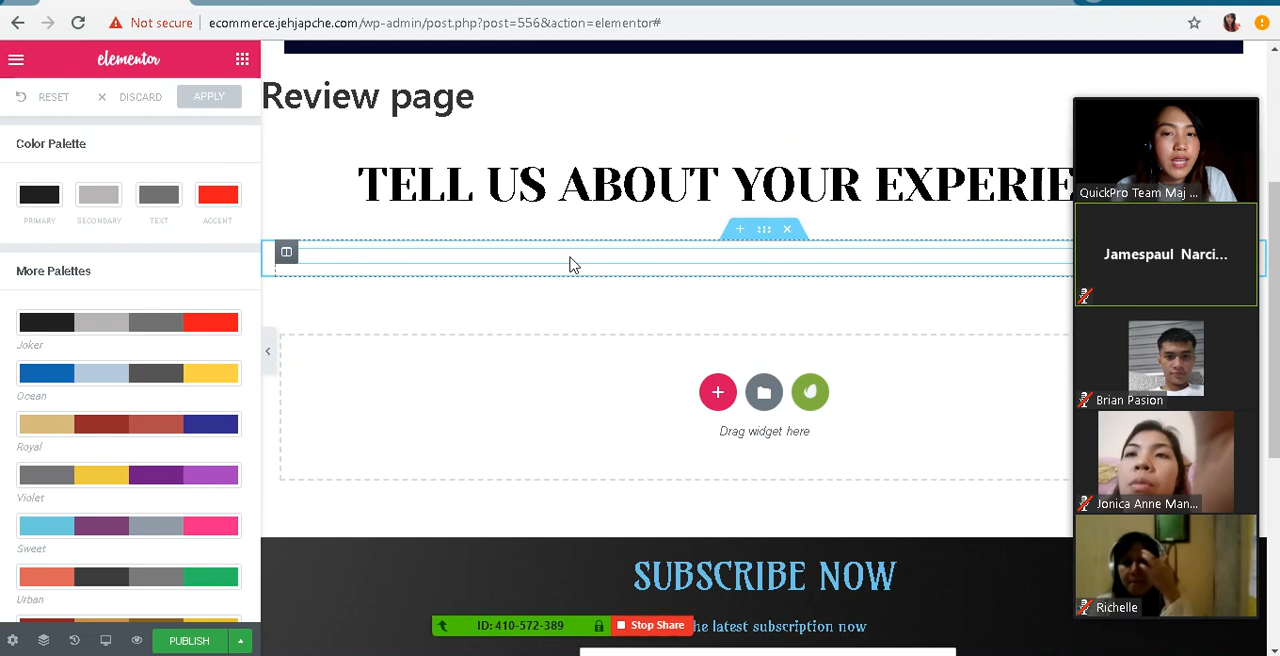 Not secure
ecommerce.jehjapche.com/wp-admin/post.php?post=556&action=elementor#
elementor
RESET
DISCARD
APPLY
Color Palette
PRIMARY
SECONDARY
TEXT
ACCENT
More Palettes
Joker
Ocean
Royal
Violet
Sweet
Urban
PUBLISH
Review page
TELL US ABOUT YOUR EXPERIE
Drag widget here
SUBSCRIBE NOW
he latest subscription now
ID: 410-572-389
Stop Share
QuickPro Team Maj ...
Jamespaul Narci...
Brian Pasion
Jonica Anne Man...
Richelle